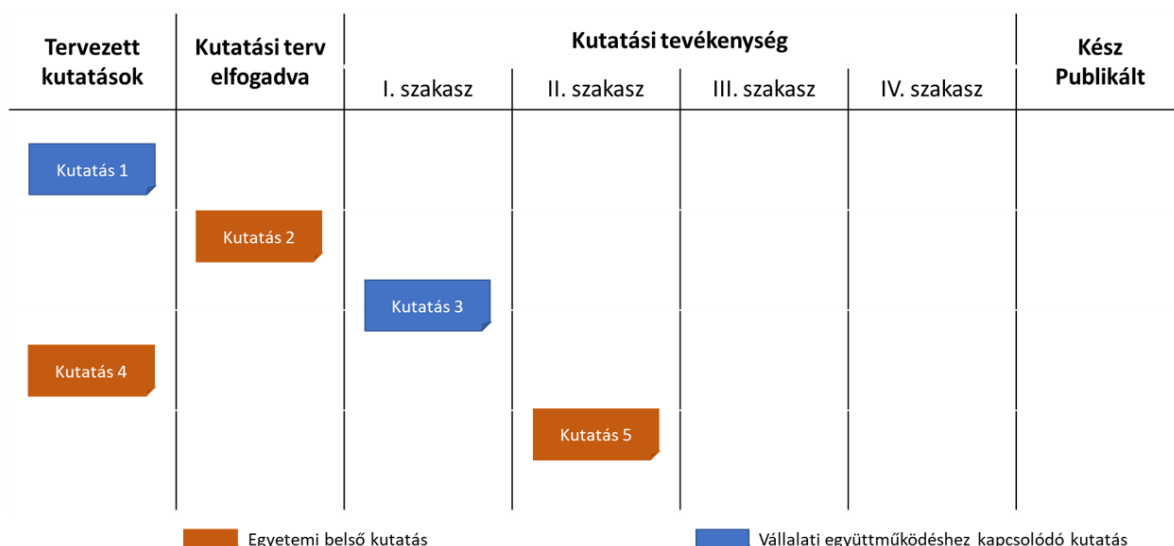 Tervezett
kutatások
Kutatási terv
elfogadva
Kutatási tevékenység
Kész
Publikált
I. szakasz
II. szakasz
III. szakasz
IV. szakasz
Kutatás 1
Kutatás 2
Kutatás 3
Kutatás 4
Kutatás 5
Egyetemi belső kutatás
Vállalati együttműködéshez kapcsolódó kutatás